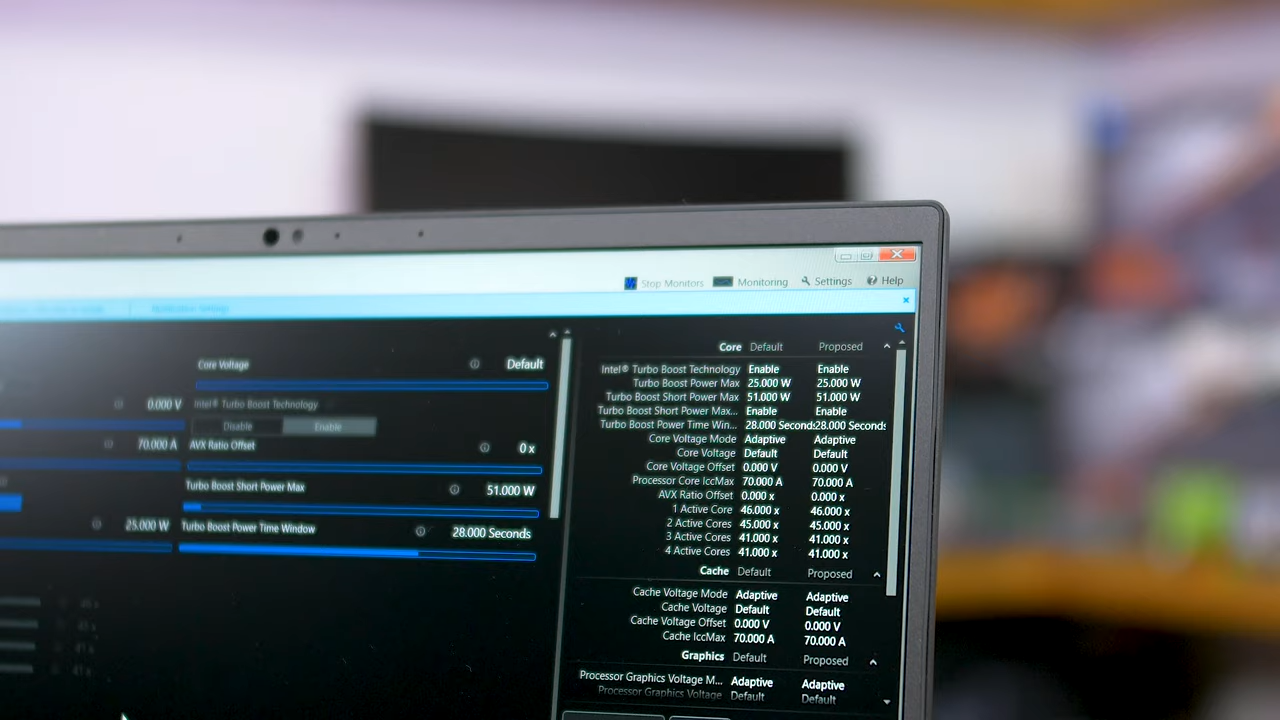 Stop Monitors Monitoring Settings Help
Core Voltage Default
0.000 V
Intel® Turbo Boost Technology
Disable Enable
70.000 A
AVX Ratio Offset 0 x
Turbo Boost Short Power Max 51.000 W
25.000 W
Turbo Boost Power Time Window 28.000 Seconds
Core Default Proposed
Intel® Turbo Boost Technology Enable Enable
Turbo Boost Power Max 25.000 W 25.000 W
Turbo Boost Short Power Max 51.000 W 51.000 W
Turbo Boost Short Power Max... Enable Enable
Turbo Boost Power Time Win... 28.000 Seconds 28.000 Seconds
Core Voltage Mode Adaptive Adaptive
Core Voltage Default Default
Core Voltage Offset 0.000 V 0.000 V
Processor Core IccMax 70.000 A 70.000 A
AVX Ratio Offset 0.000 x 0.000 x
1 Active Core 46.000 x 46.000 x
2 Active Cores 45.000 x 45.000 x
3 Active Cores 41.000 x 41.000 x
4 Active Cores 41.000 x 41.000 x
Cache Default Proposed
Cache Voltage Mode Adaptive Adaptive
Cache Voltage Default Default
Cache Voltage Offset 0.000 V 0.000 V
Cache IccMax 70.000 A 70.000 A
Graphics Default Proposed
Processor Graphics Voltage M... Adaptive Adaptive
Processor Graphics Voltage Default Default